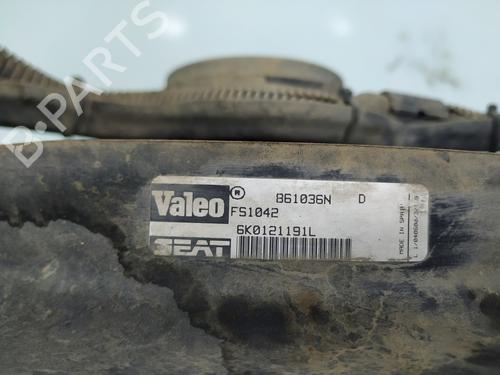 B-Parts
Valeo ® 861036N D
FS1042
6K0121191L
SEAT
MADE IN SPAIN